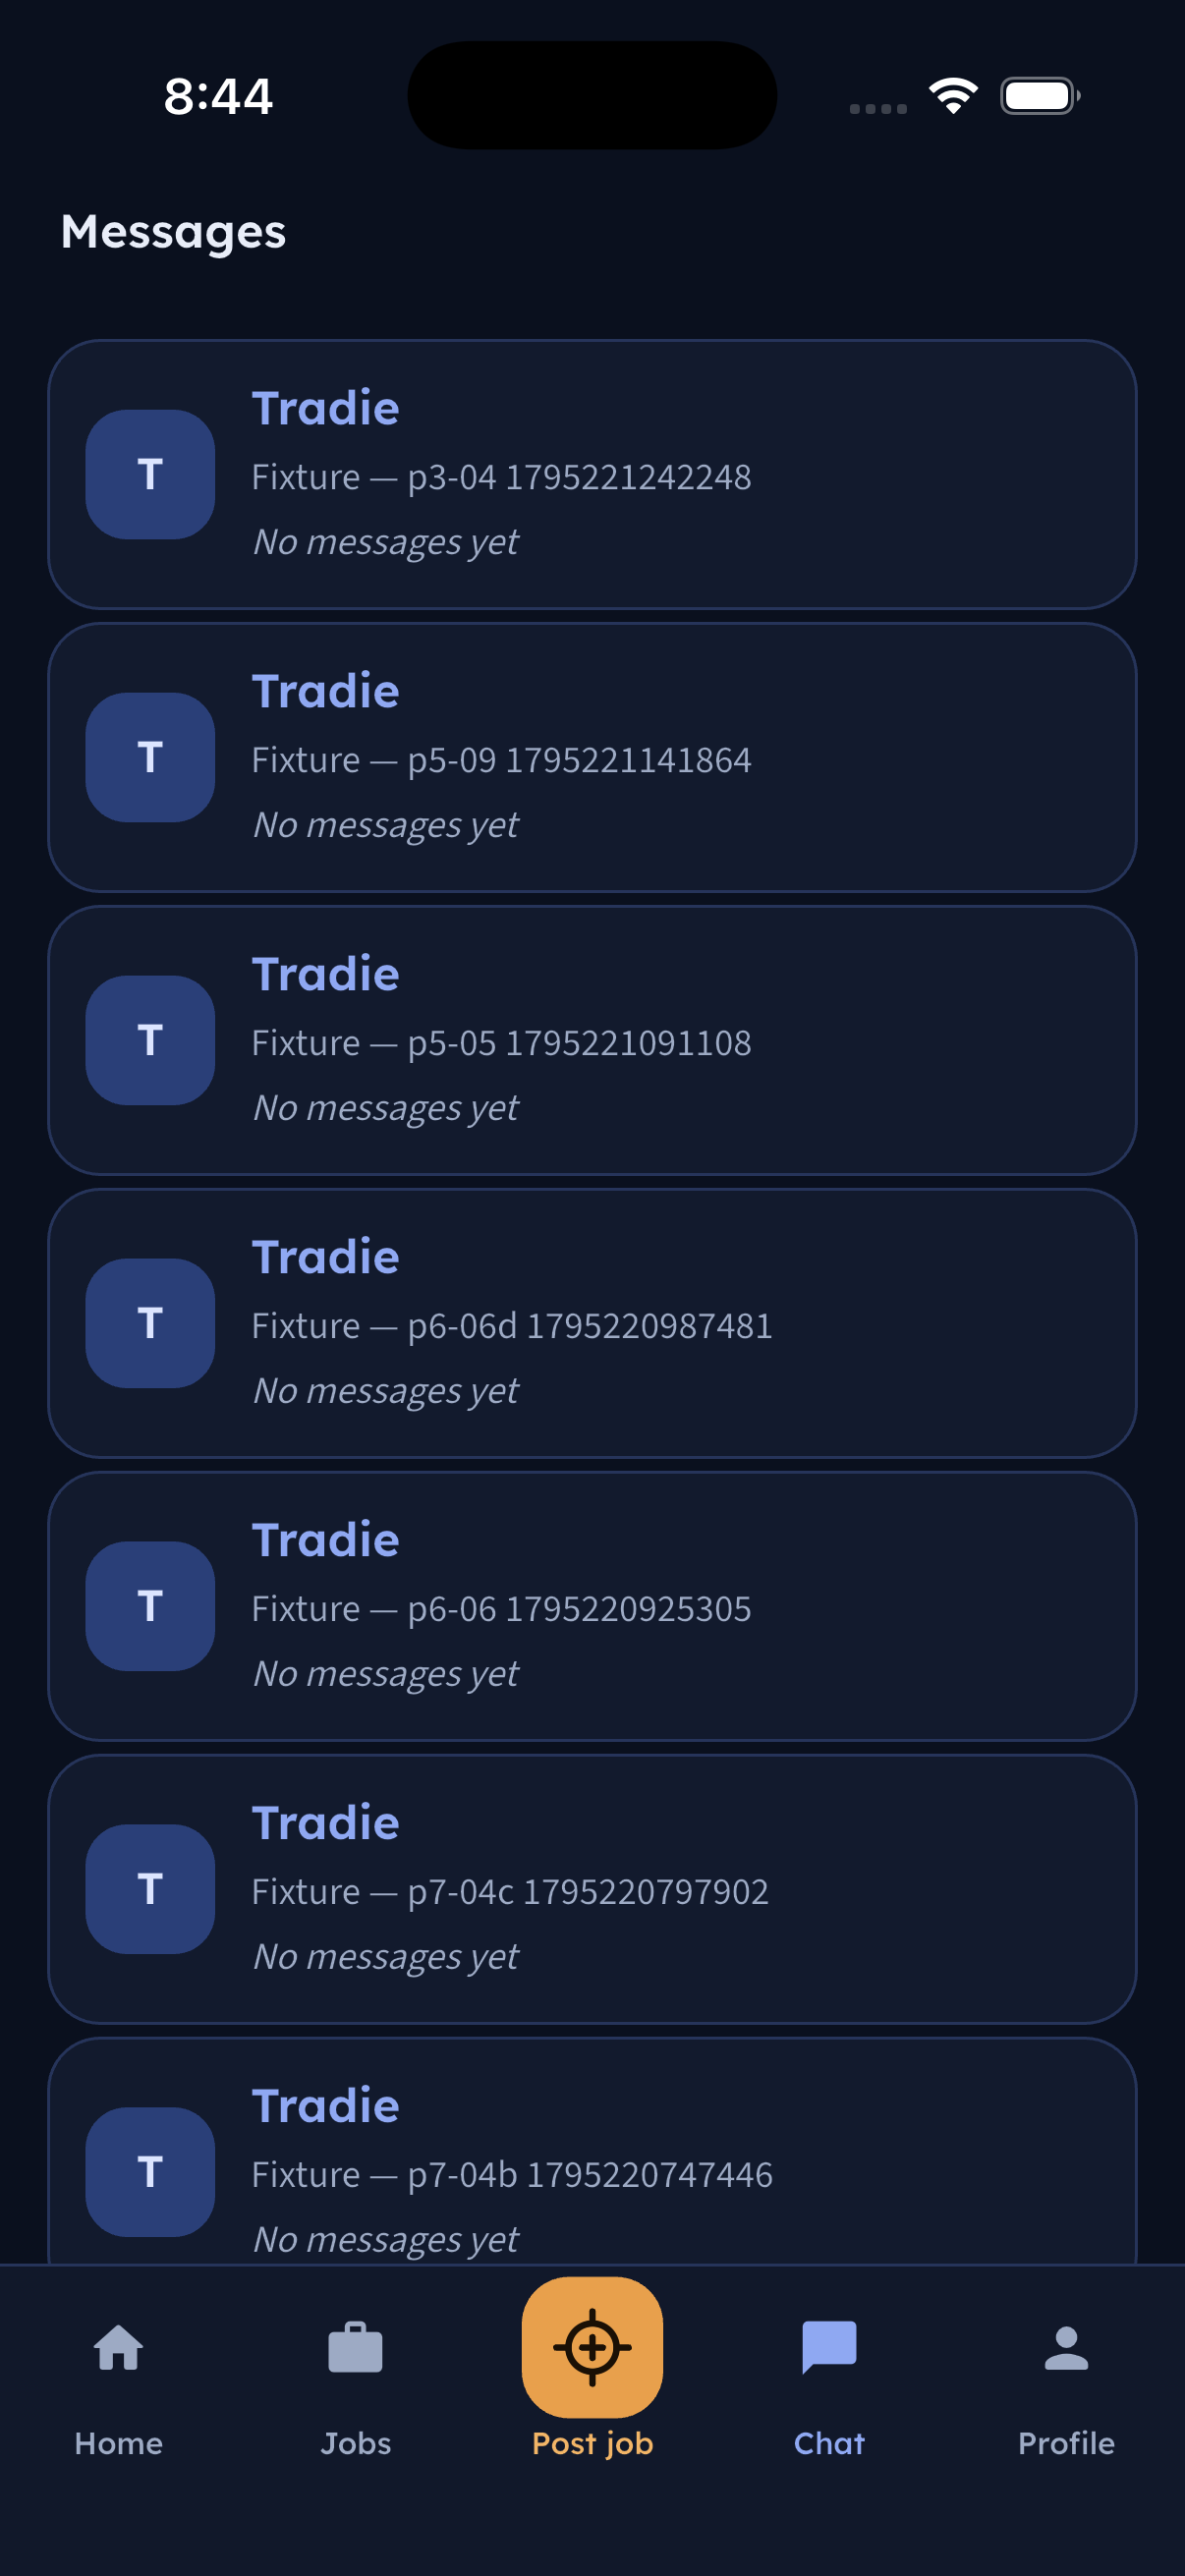 8:44
Messages
T
Tradie
Fixture — p3-04 1795221242248
No messages yet
T
Tradie
Fixture — p5-09 1795221141864
No messages yet
T
Tradie
Fixture — p5-05 1795221091108
No messages yet
T
Tradie
Fixture — p6-06d 1795220987481
No messages yet
T
Tradie
Fixture — p6-06 1795220925305
No messages yet
T
Tradie
Fixture — p7-04c 1795220797902
No messages yet
T
Tradie
Fixture — p7-04b 1795220747446
No messages yet
Home
Jobs
Post job
Chat
Profile